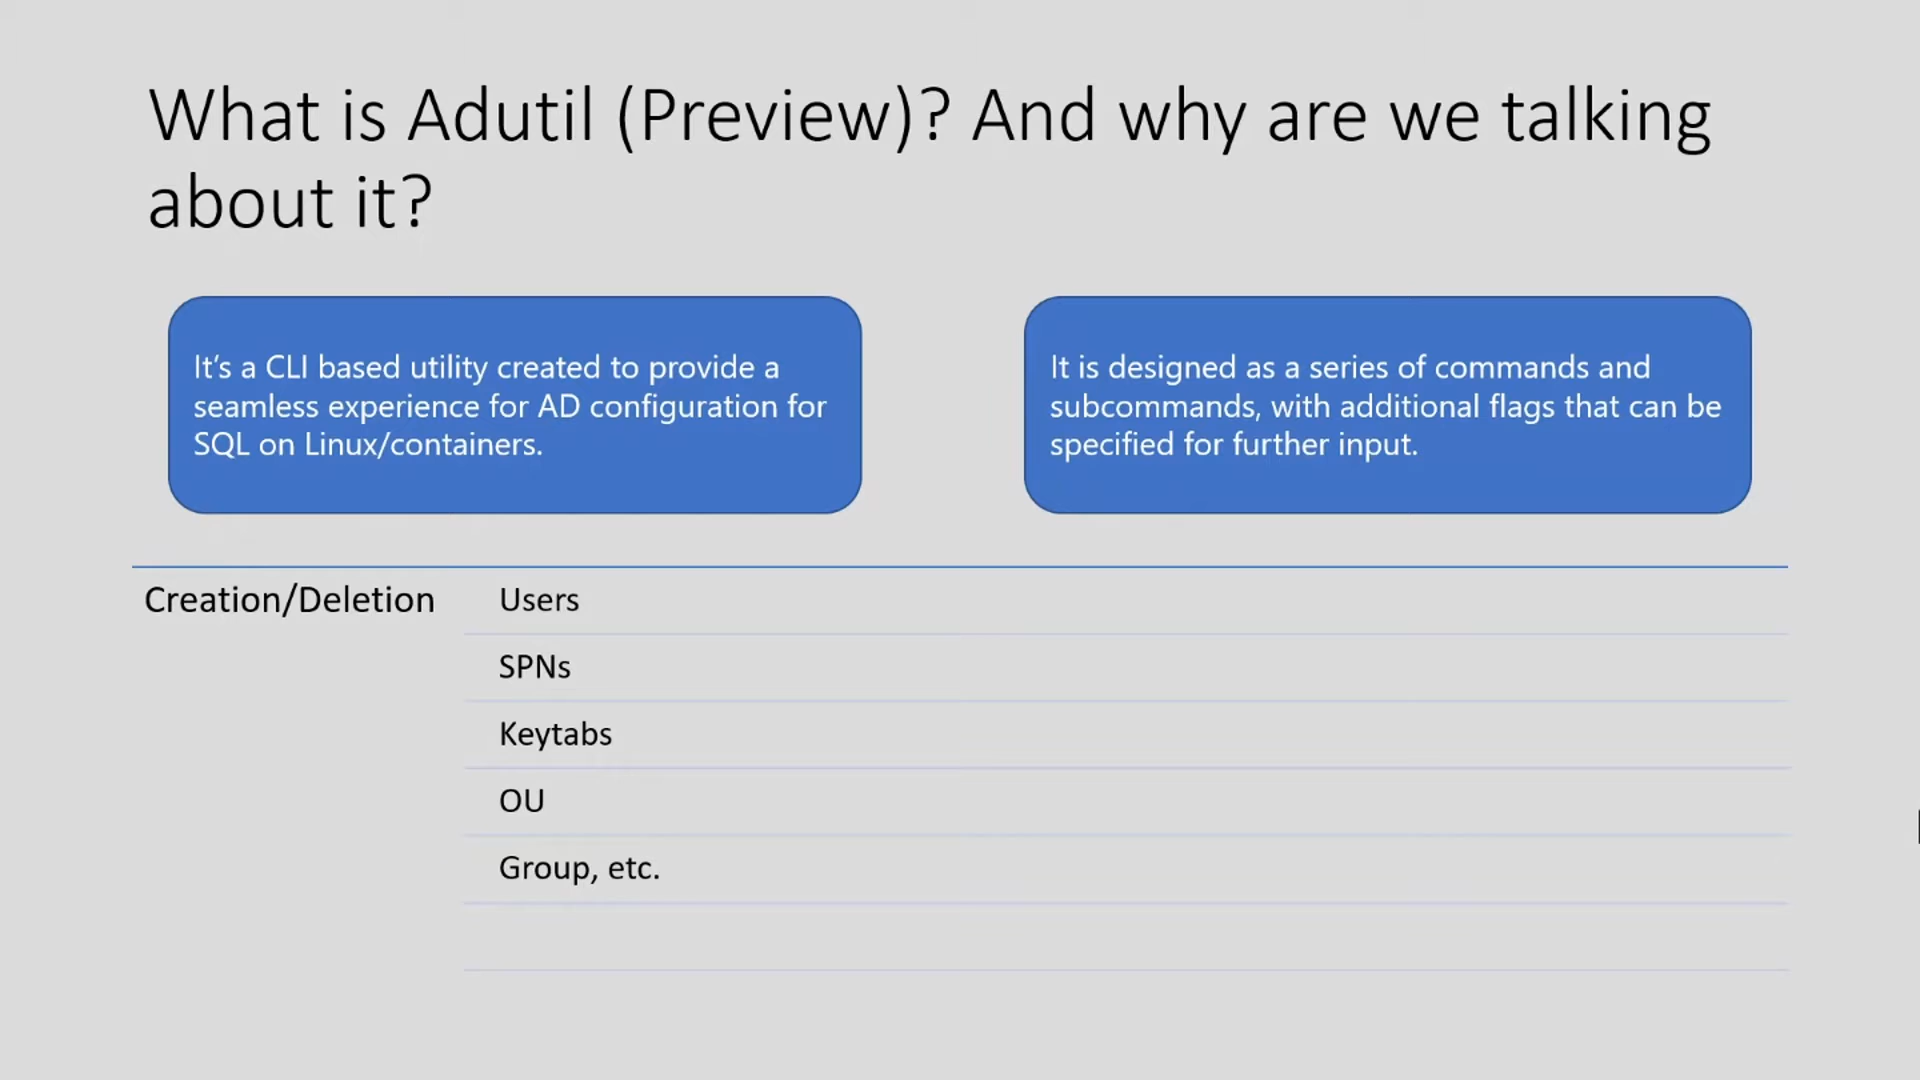 What is Adutil (Preview)? And why are we talking
about it?
It‘s a CLI based utility created to provide a
seamless experience for AD configuration for
SQL on Linux/containers.
It is designed as a series of commands and
subcommands, with additional flags that can be
specified for further input.
Creation/Deletion
Users
SPNs
Keytabs
OU
Group, etc.